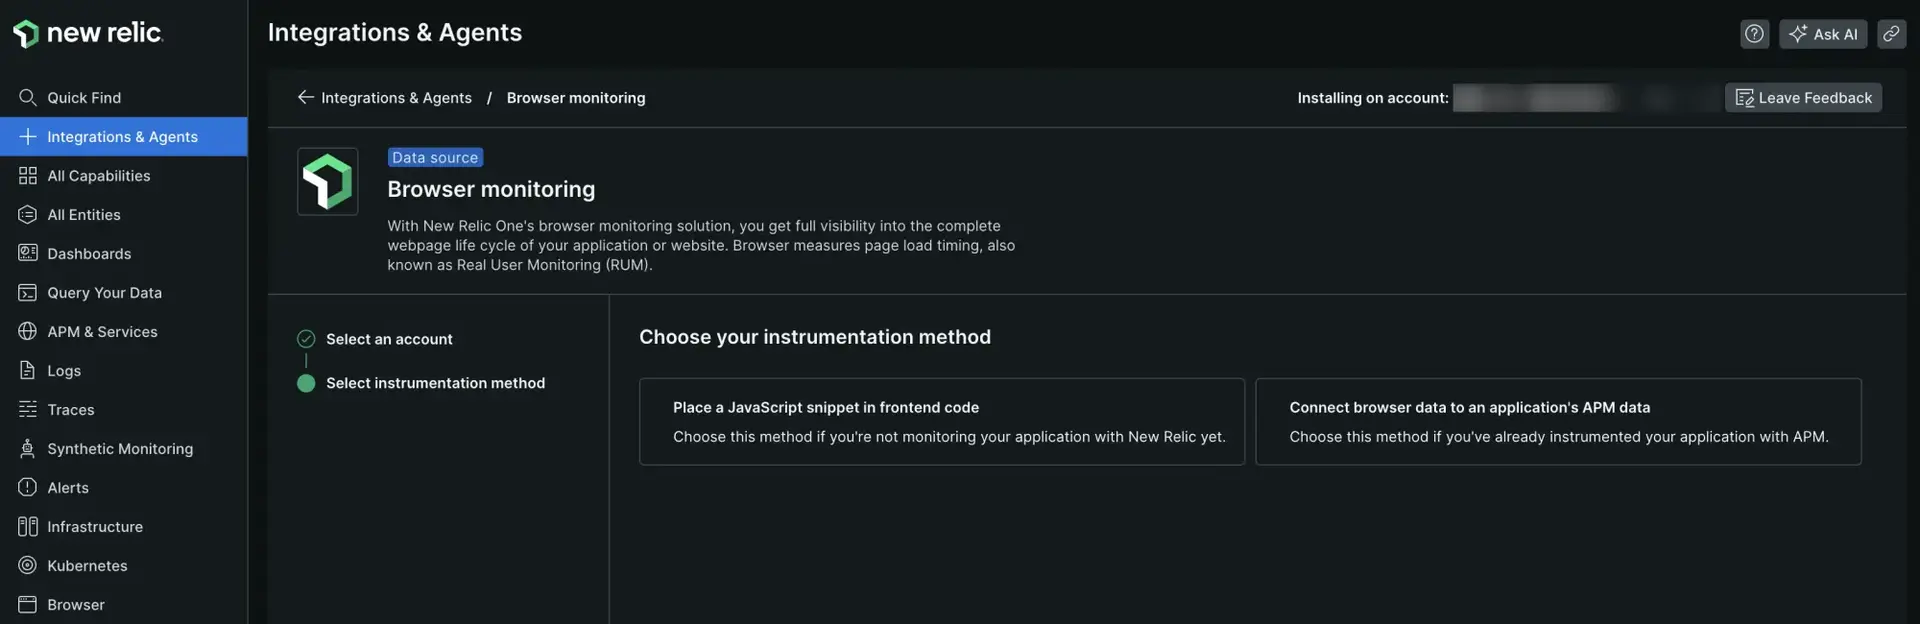 new relic.
Integrations & Agents
Ask AI
Quick Find
Integrations & Agents
All Capabilities
All Entities
Dashboards
Query Your Data
APM & Services
Logs
Traces
Synthetic Monitoring
Alerts
Infrastructure
Kubernetes
Browser
Integrations & Agents / Browser monitoring
Installing on account:
Leave Feedback
Data source
Browser monitoring
With New Relic One's browser monitoring solution, you get full visibility into the complete
webpage life cycle of your application or website. Browser measures page load timing, also
known as Real User Monitoring (RUM).
Select an account
Select instrumentation method
Choose your instrumentation method
Place a JavaScript snippet in frontend code
Choose this method if you're not monitoring your application with New Relic yet.
Connect browser data to an application's APM data
Choose this method if you've already instrumented your application with APM.